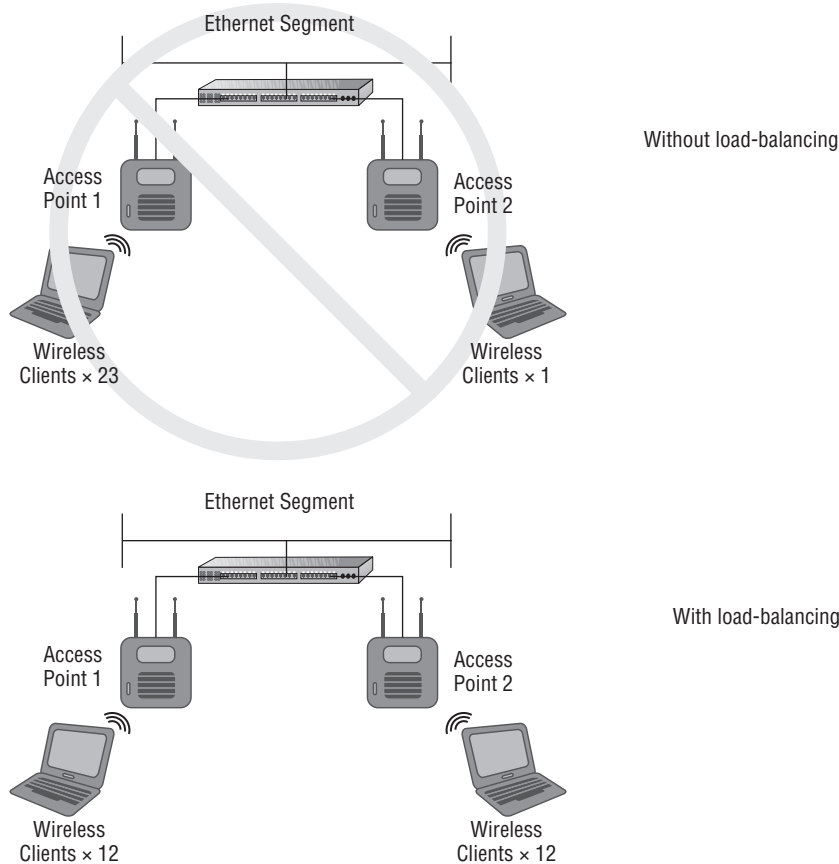 Ethernet Segment
Without load-balancing
Access
Point 1
Access
Point 2
Wireless
Clients × 23
Wireless
Clients × 1
Ethernet Segment
With load-balancing
Access
Point 1
Access
Point 2
Wireless
Clients × 12
Wireless
Clients × 12